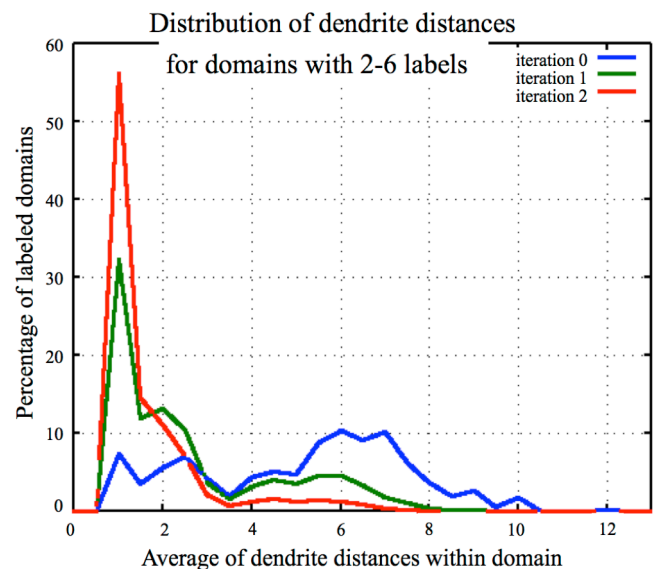 Distribution of dendrite distances
for domains with 2-6 labels
iteration 0
iteration 1
iteration 2
60
50
40
30
20
10
0
Percentage of labeled domains
0 2 4 6 8 10 12
Average of dendrite distances within domain